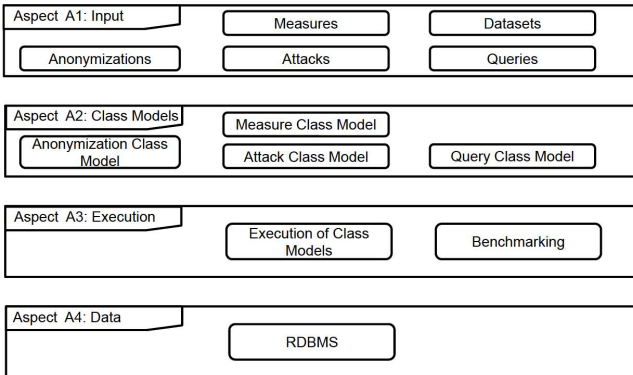 Aspect A1: Input
Measures
Datasets
Anonymizations
Attacks
Queries
Aspect A2: Class Models
Measure Class Model
Anonymization Class
Model
Attack Class Model
Query Class Model
Aspect A3: Execution
Execution of Class
Models
Benchmarking
Aspect A4: Data
RDBMS